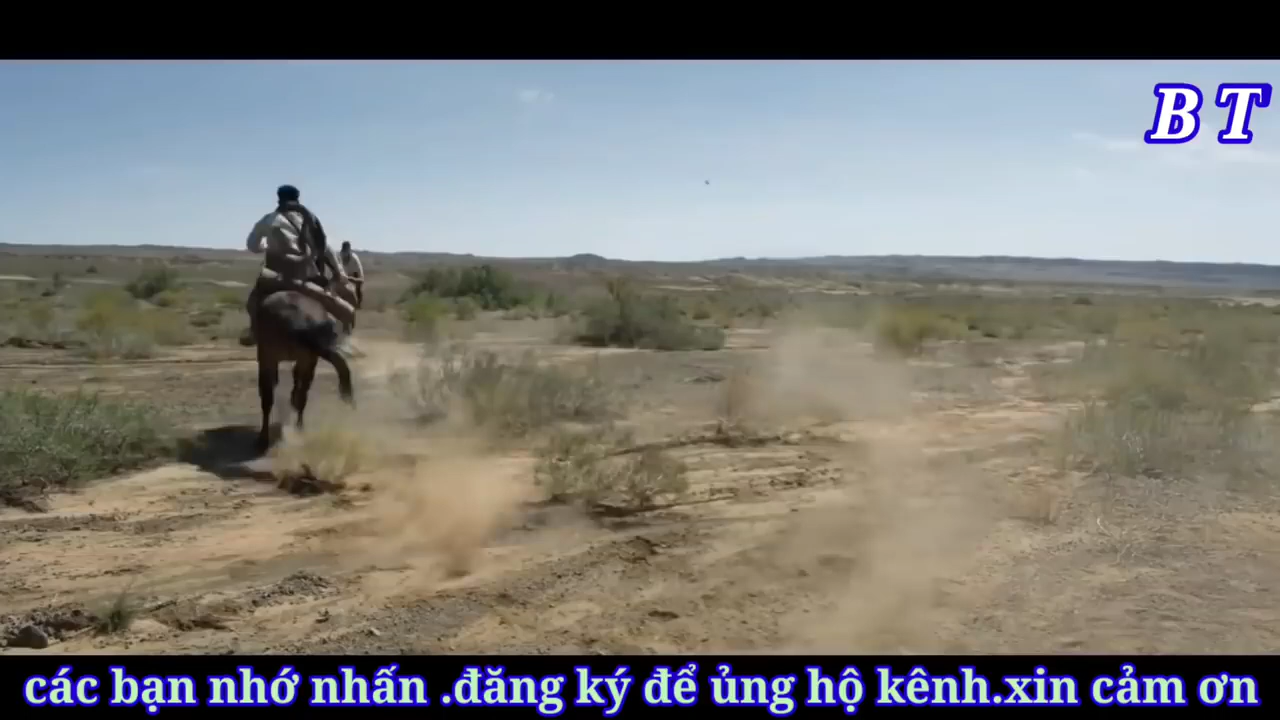 B T
các bạn nhớ nhấn .đăng ký để ủng hộ kênh.xin cảm ơn